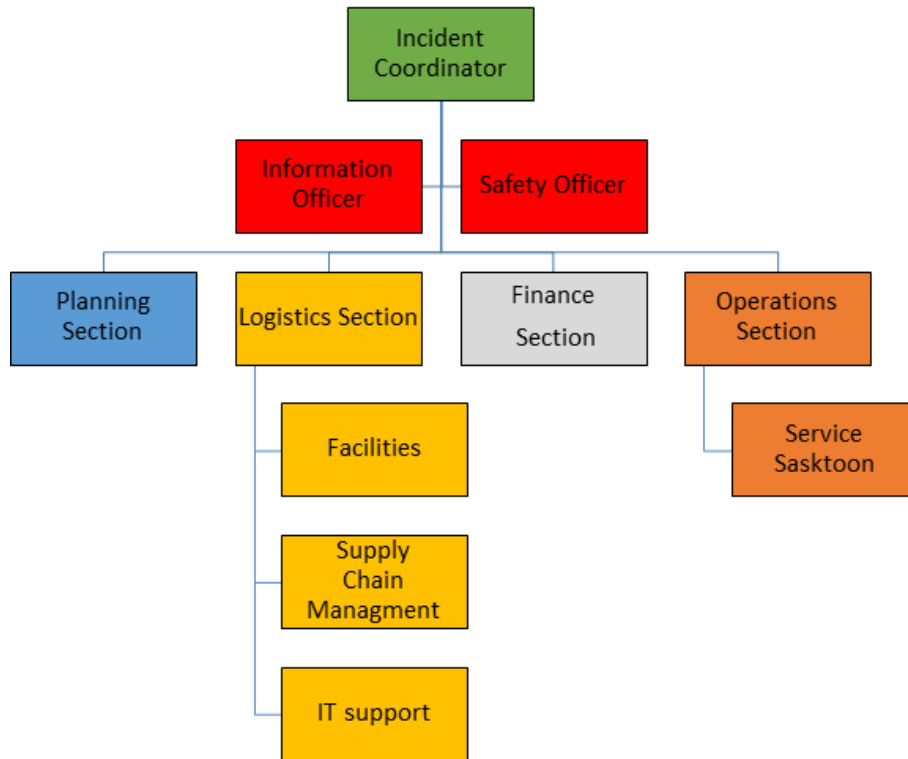 Incident
Coordinator
Information
Officer
Safety Officer
Planning
Section
Logistics Section
Finance
Section
Operations
Section
Facilities
Service
Sasktoon
Supply
Chain
Managment
IT support